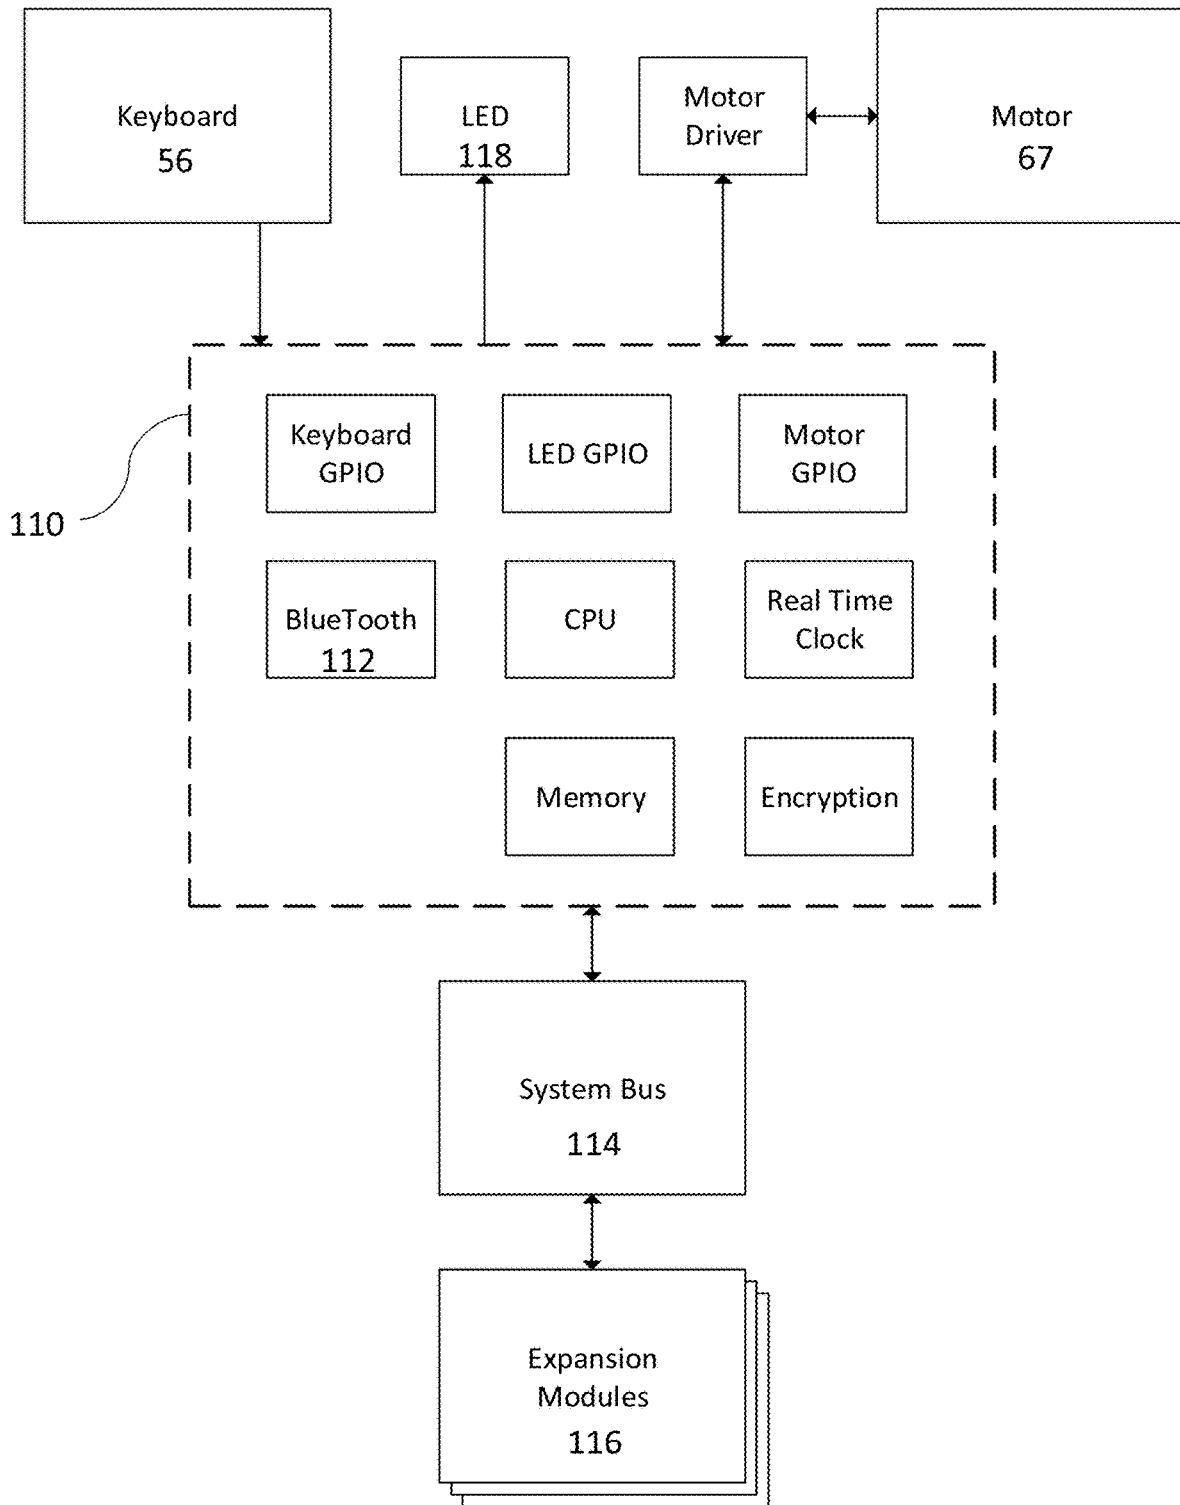 Keyboard
56
LED
118
Motor
Driver
Motor
67
110
Keyboard
GPIO
LED GPIO
Motor
GPIO
BlueTooth
112
CPU
Real Time
Clock
Memory
Encryption
System Bus
114
Expansion
Modules
116